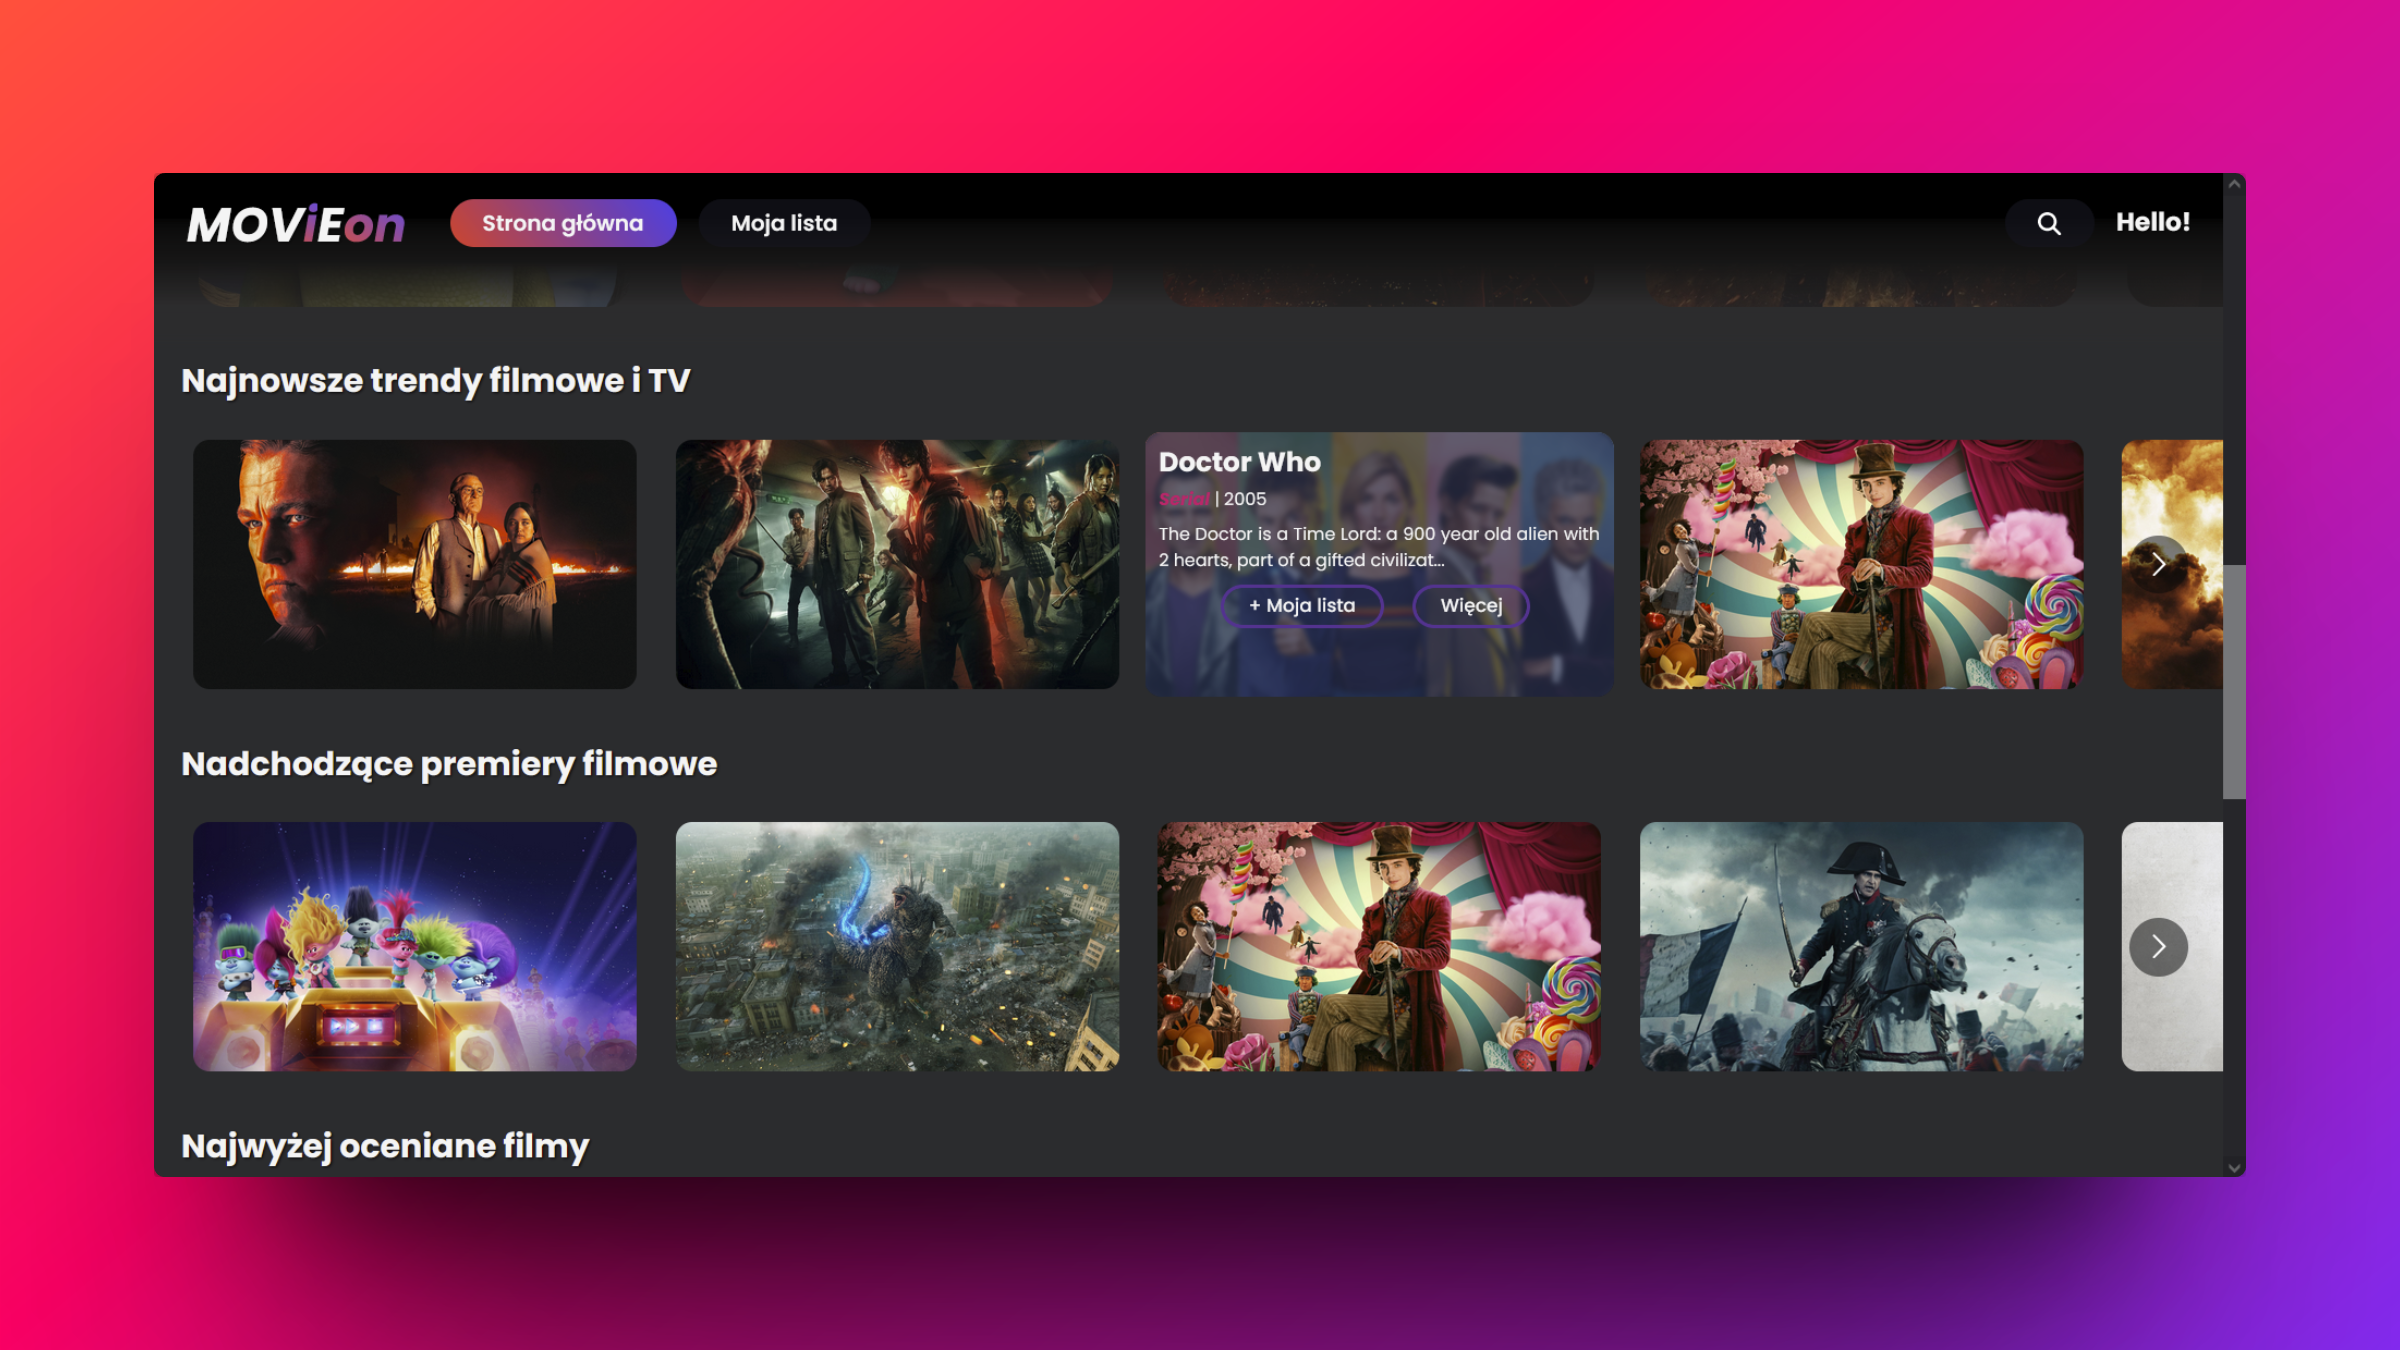 MOViEon
Strona główna
Moja lista
Hello!
Najnowsze trendy filmowe i TV
Doctor Who
Serial | 2005
The Doctor is a Time Lord: a 900 year old alien with
2 hearts, part of a gifted civilizat...
+ Moja lista
Więcej
Nadchodzące premiery filmowe
Najwyżej oceniane filmy